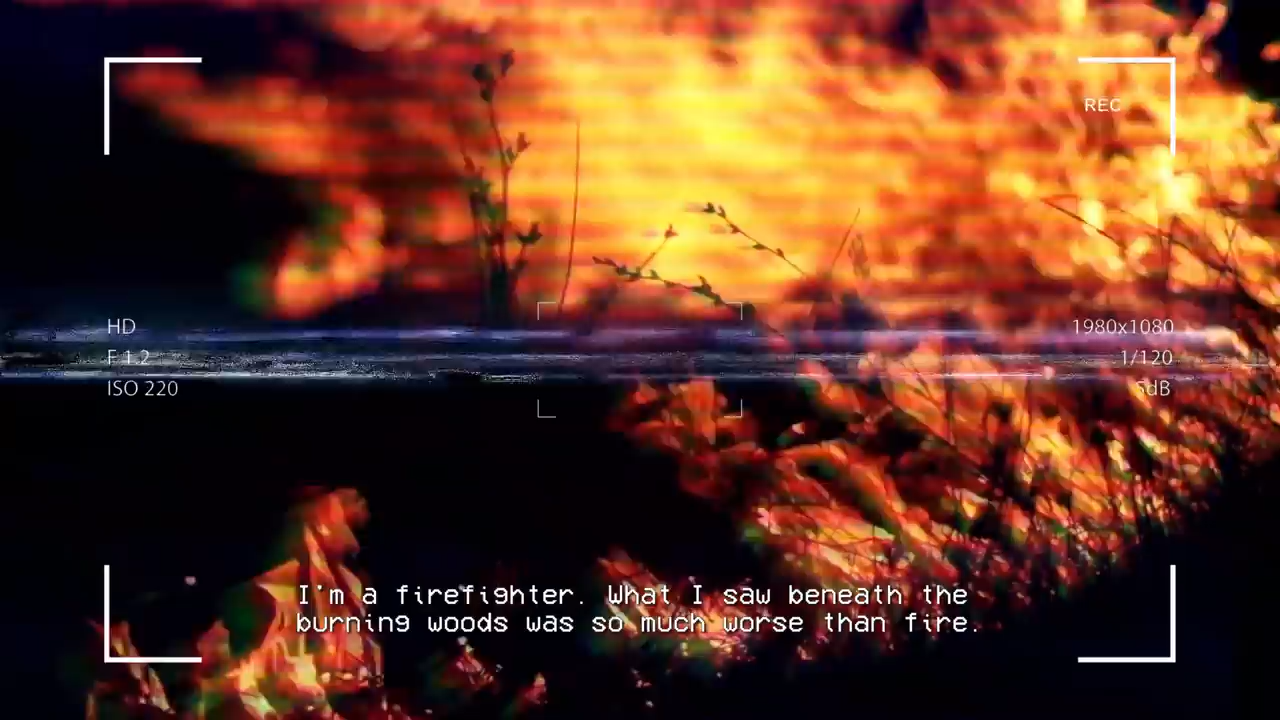 REC
HD
1980x1080
F 1.2
1/120
ISO 220
5dB
I'm a firefighter. What I saw beneath the
burning woods was so much worse than fire.